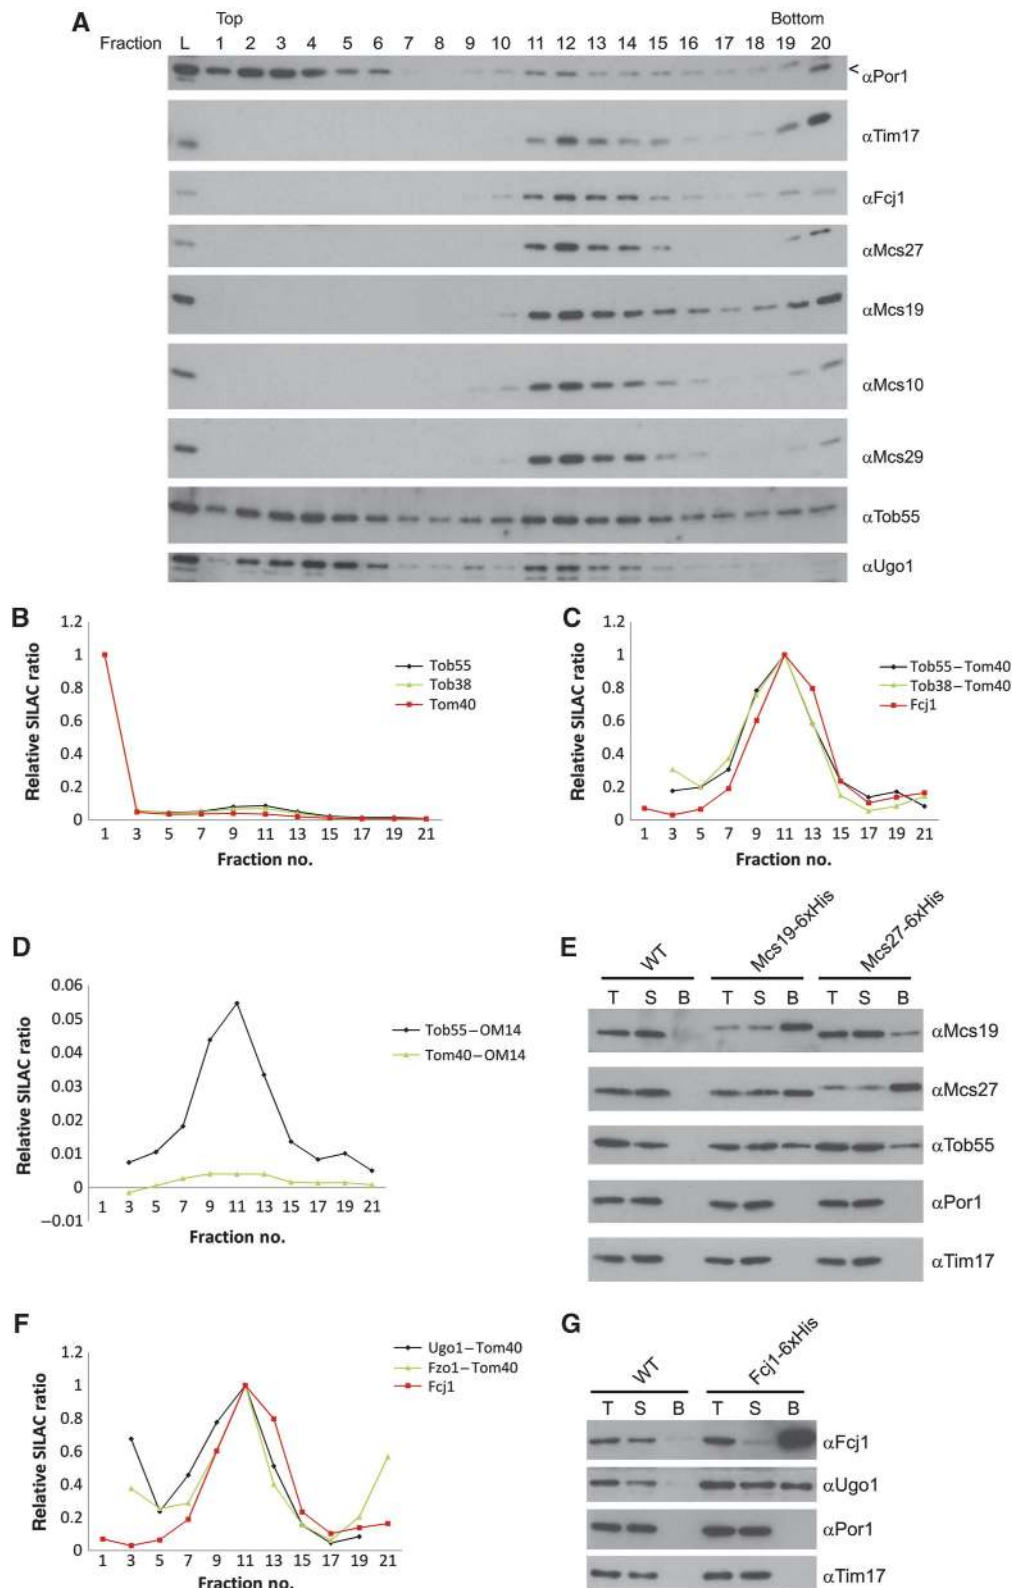 A
Top Bottom
Fraction L 1 2 3 4 5 6 7 8 9 10 11 12 13 14 15 16 17 18 19 20
< αPor1
αTim17
αFcj1
αMcs27
αMcs19
αMcs10
αMcs29
αTob55
αUgo1
B
Relative SILAC ratio
1.2
1
0.8
0.6
0.4
0.2
0
Tob55
Tob38
Tom40
1 3 5 7 9 11 13 15 17 19 21
Fraction no.
C
Relative SILAC ratio
1.2
1
0.8
0.6
0.4
0.2
0
Tob55–Tom40
Tob38–Tom40
Fcj1
1 3 5 7 9 11 13 15 17 19 21
Fraction no.
D
Relative SILAC ratio
0.06
0.05
0.04
0.03
0.02
0.01
0
–0.01
Tob55–OM14
Tom40–OM14
1 3 5 7 9 11 13 15 17 19 21
Fraction no.
E
WT Mcs19-6xHis Mcs27-6xHis
T S B T S B T S B
αMcs19
αMcs27
αTob55
αPor1
αTim17
F
Relative SILAC ratio
1.2
1
0.8
0.6
0.4
0.2
0
Ugo1–Tom40
Fzo1–Tom40
Fcj1
1 3 5 7 9 11 13 15 17 19 21
Fraction no.
G
WT Fcj1-6xHis
T S B T S B
αFcj1
αUgo1
αPor1
αTim17